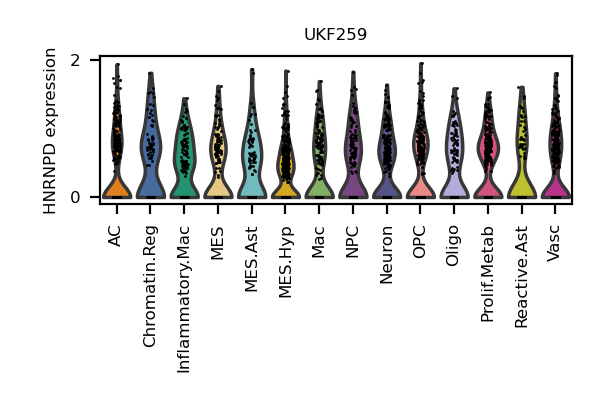 UKF259
HNRNPD expression
2
0
AC
Chromatin.Reg
Inflammatory.Mac
MES
MES.Ast
MES.Hyp
Mac
NPC
Neuron
OPC
Oligo
Prolif.Metab
Reactive.Ast
Vasc